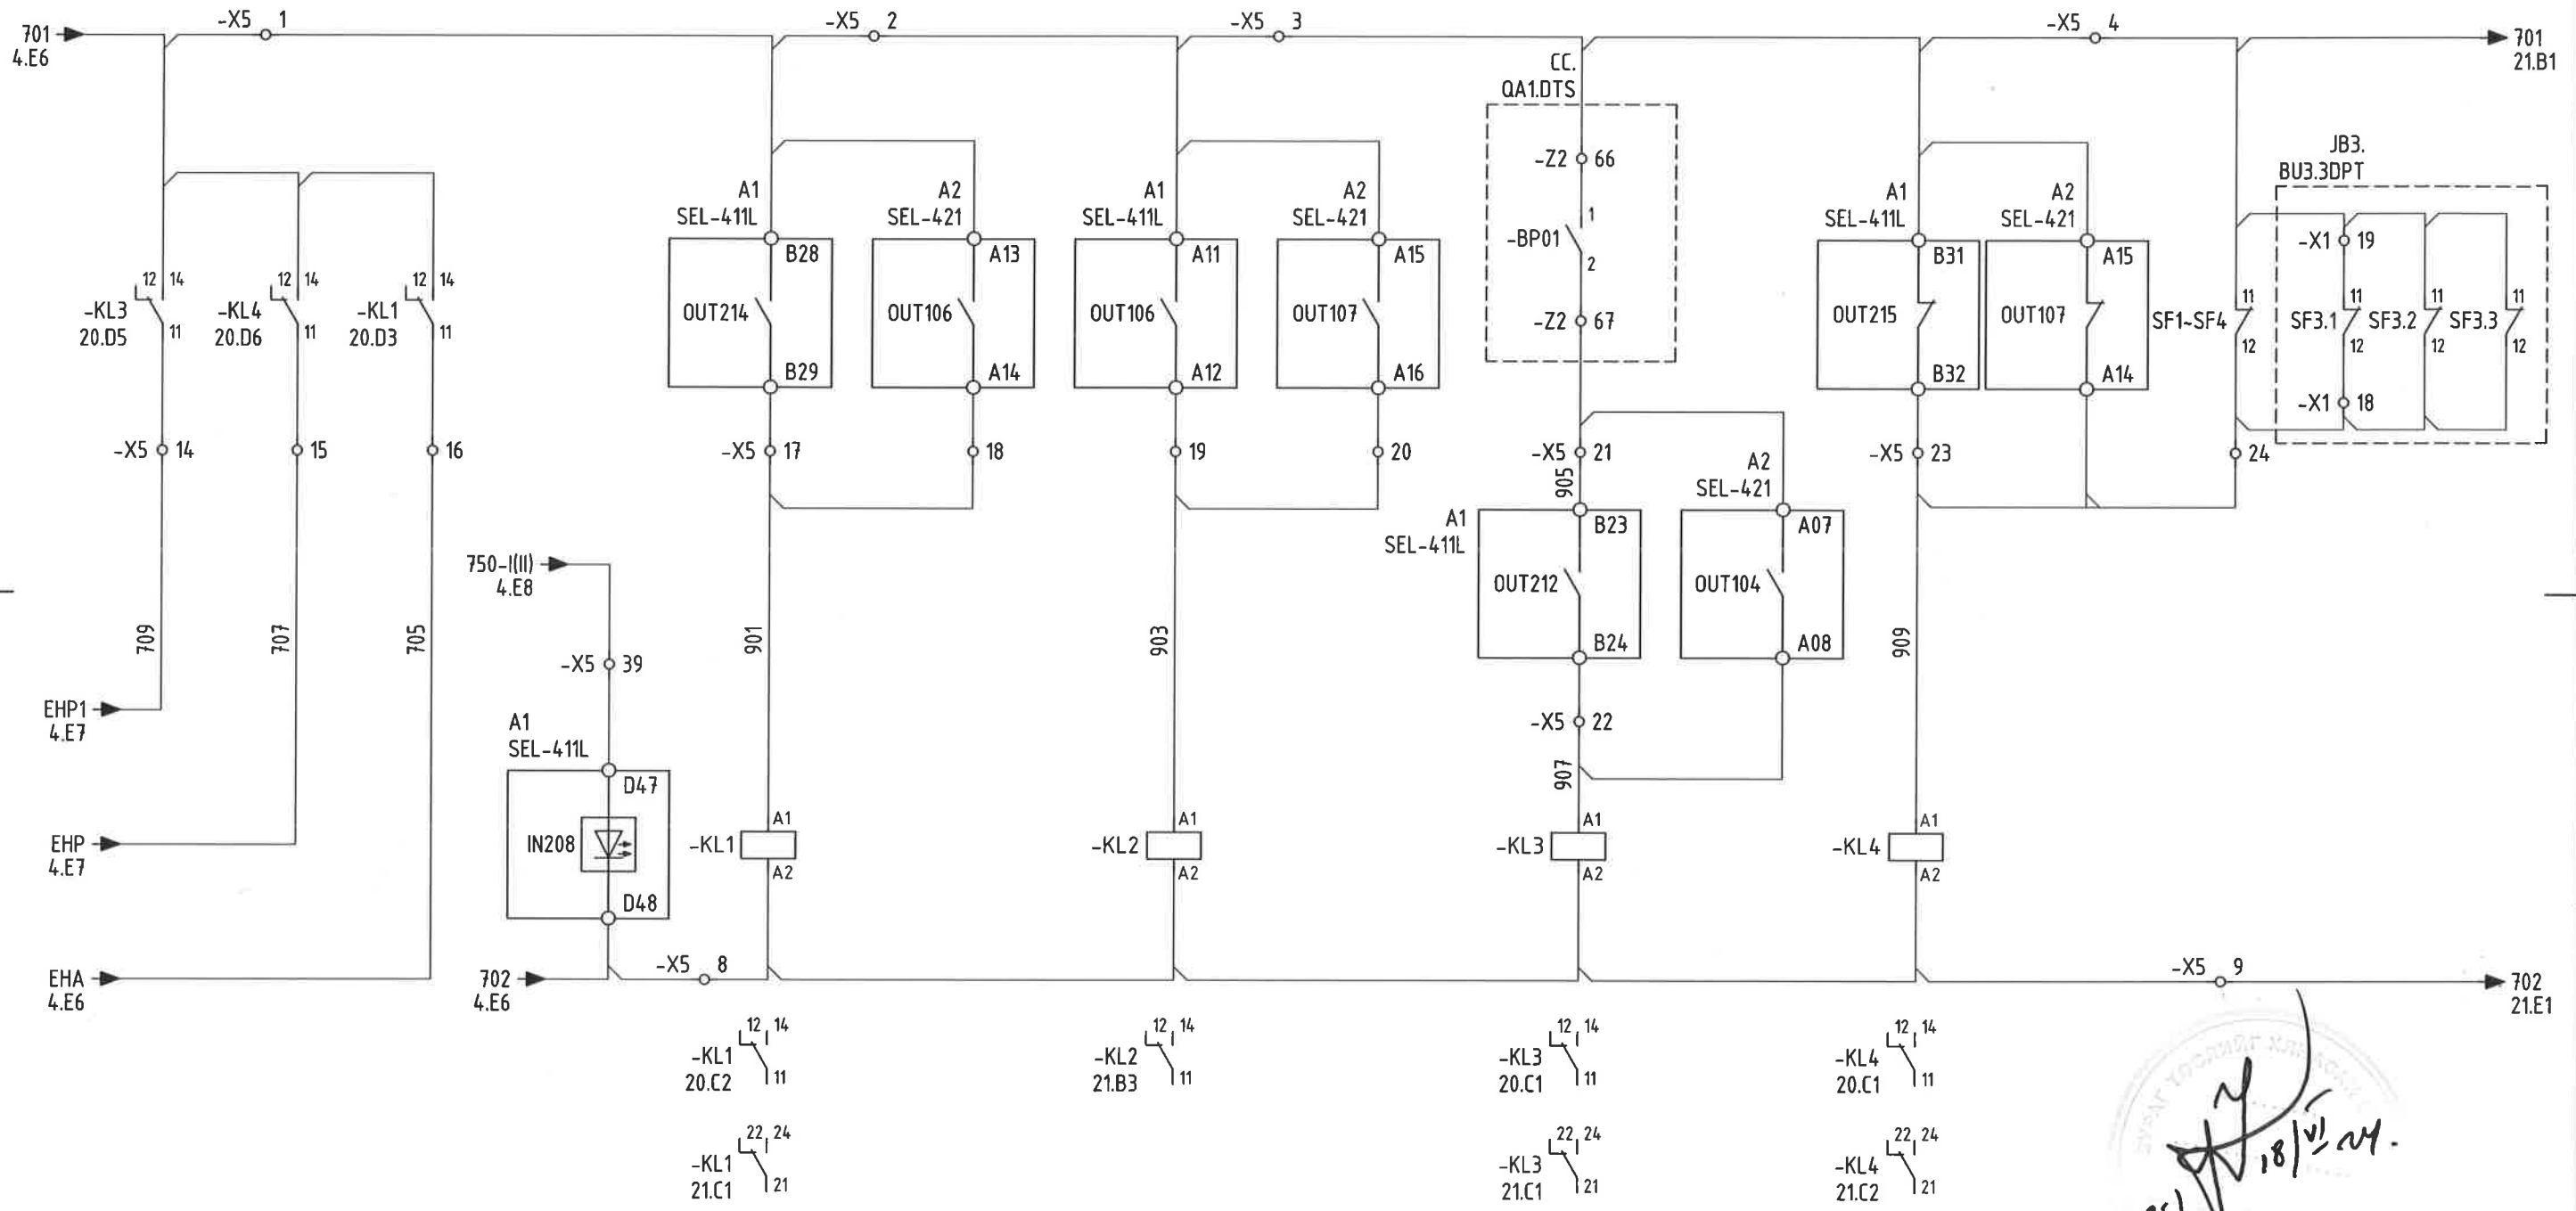 701
4.E6
-X5 1
-X5 2
-X5 3
-X5 4
701
21.B1
CC.
QA1.DTS
-Z2 66
1
-BP01
2
-Z2 67
JB3.
BU3.3DPT
-X1 19
11 11 11 11
SF1~SF4 SF3.1 SF3.2 SF3.3
12 12 12 12
-X1 18
A1
SEL-411L
B28
OUT214
B29
A2
SEL-421
A13
OUT106
A14
A1
SEL-411L
A11
OUT106
A12
A2
SEL-421
A15
OUT107
A16
A1
SEL-411L
B31
OUT215
B32
A2
SEL-421
A15
OUT107
A14
12 14
-KL3
20.D5
11
12 14
-KL4
20.D6
11
12 14
-KL1
20.D3
11
-X5 14
15
16
-X5 17
18
19
20
-X5 21
-X5 23
24
905
A1
SEL-411L
B23
OUT212
B24
A2
SEL-421
A07
OUT104
A08
-X5 22
907
750-I(II)
4.E8
709
707
705
901
903
909
-X5 39
EHP1
4.E7
A1
SEL-411L
D47
IN208
D48
EHP
4.E7
EHA
4.E6
A1
-KL1
A2
A1
-KL2
A2
A1
-KL3
A2
A1
-KL4
A2
702
4.E6
-X5 8
-X5 9
702
21.E1
12 14
-KL1
20.C2
11
12 14
-KL2
21.B3
11
12 14
-KL3
20.C1
11
12 14
-KL4
20.C1
11
22 24
-KL1
21.C1
21
22 24
-KL3
21.C1
21
22 24
-KL4
21.C2
21
18/VI 24.